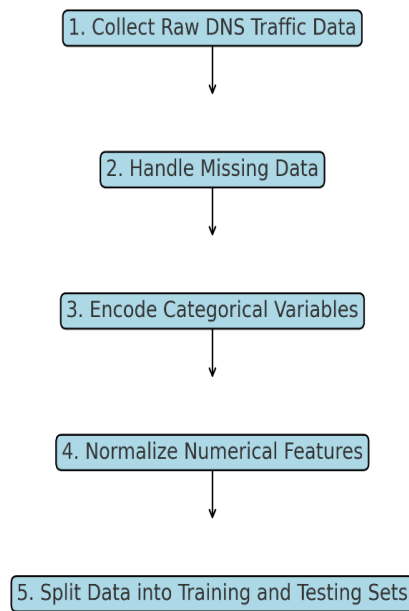 1. Collect Raw DNS Traffic Data
2. Handle Missing Data
3. Encode Categorical Variables
4. Normalize Numerical Features
5. Split Data into Training and Testing Sets